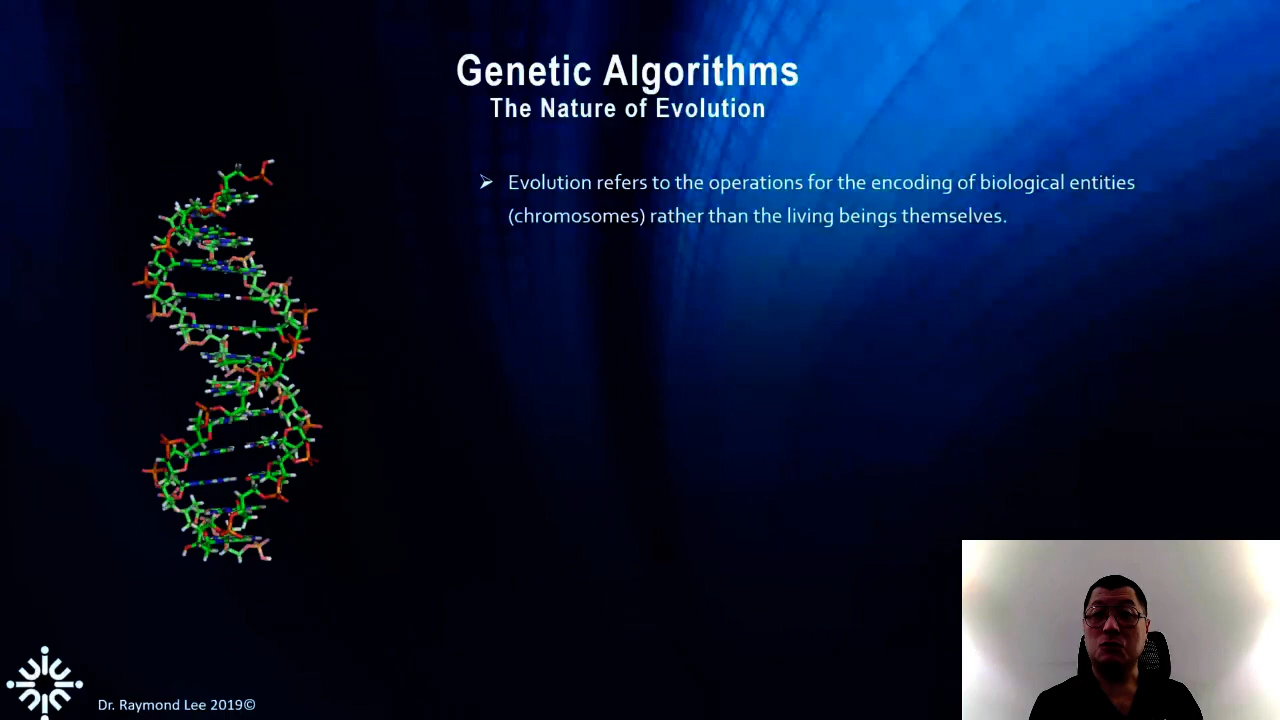 Genetic Algorithms
The Nature of Evolution
➢ Evolution refers to the operations for the encoding of biological entities
(chromosomes) rather than the living beings themselves.
Dr. Raymond Lee 2019©